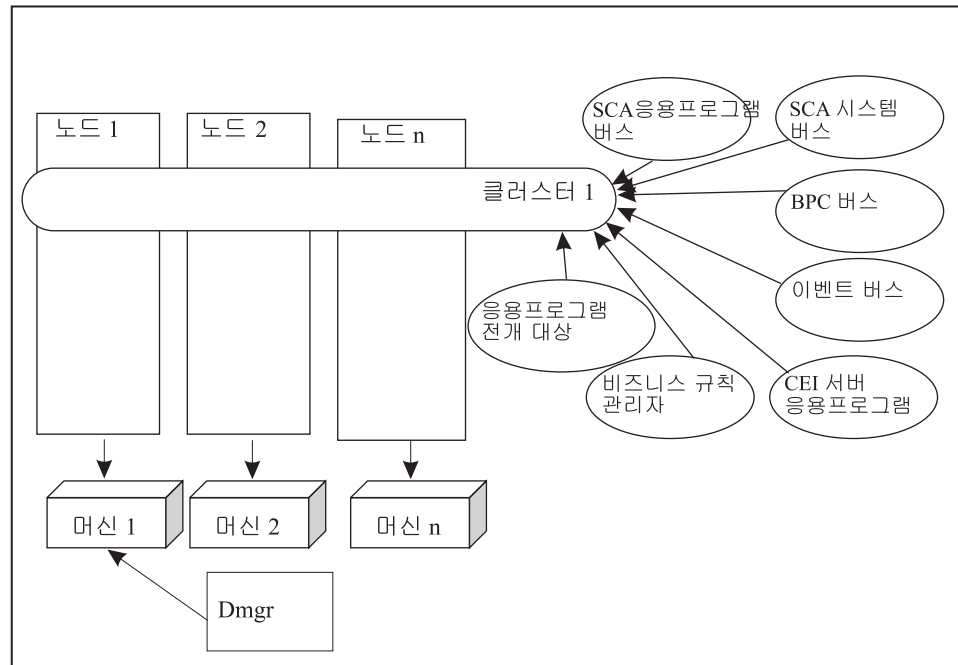 노드 1
노드 2
노드 n
SCA응용프로그램
버스
SCA 시스템
버스
클러스터 1
BPC 버스
이벤트 버스
응용프로그램
전개 대상
비즈니스 규칙
관리자
CEI 서버
응용프로그램
머신 1
머신 2
머신 n
Dmgr